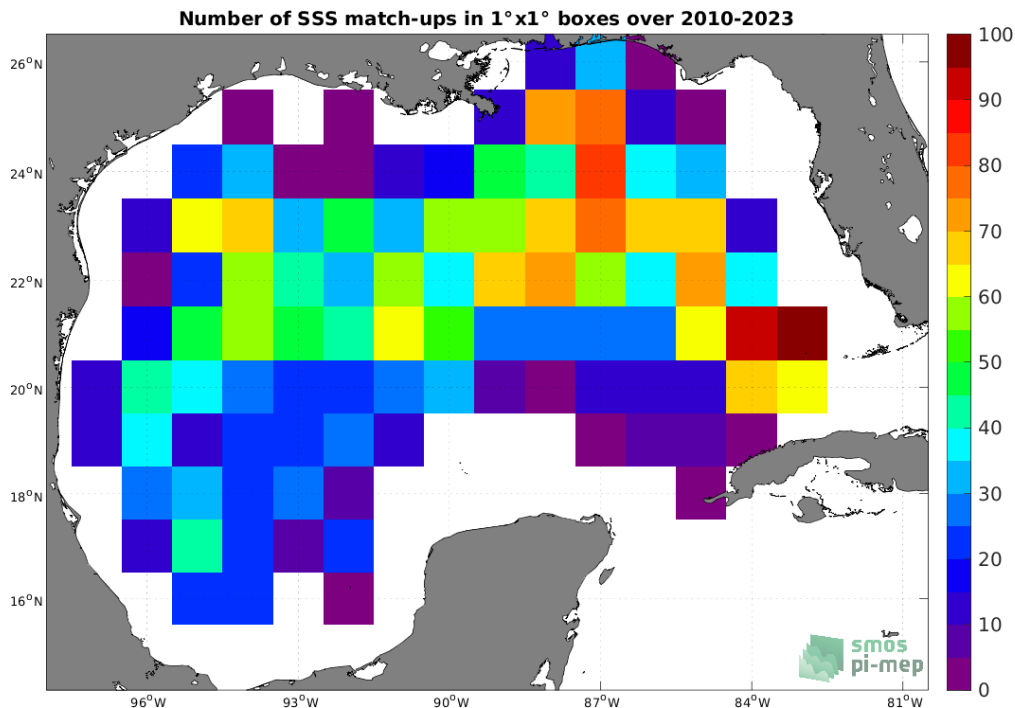 Number of SSS match-ups in 1°x1° boxes over 2010-2023
26°N
24°N
22°N
20°N
18°N
16°N
96°W
93°W
90°W
87°W
84°W
81°W
100
90
80
70
60
50
40
30
20
10
0
smos
pi-mep